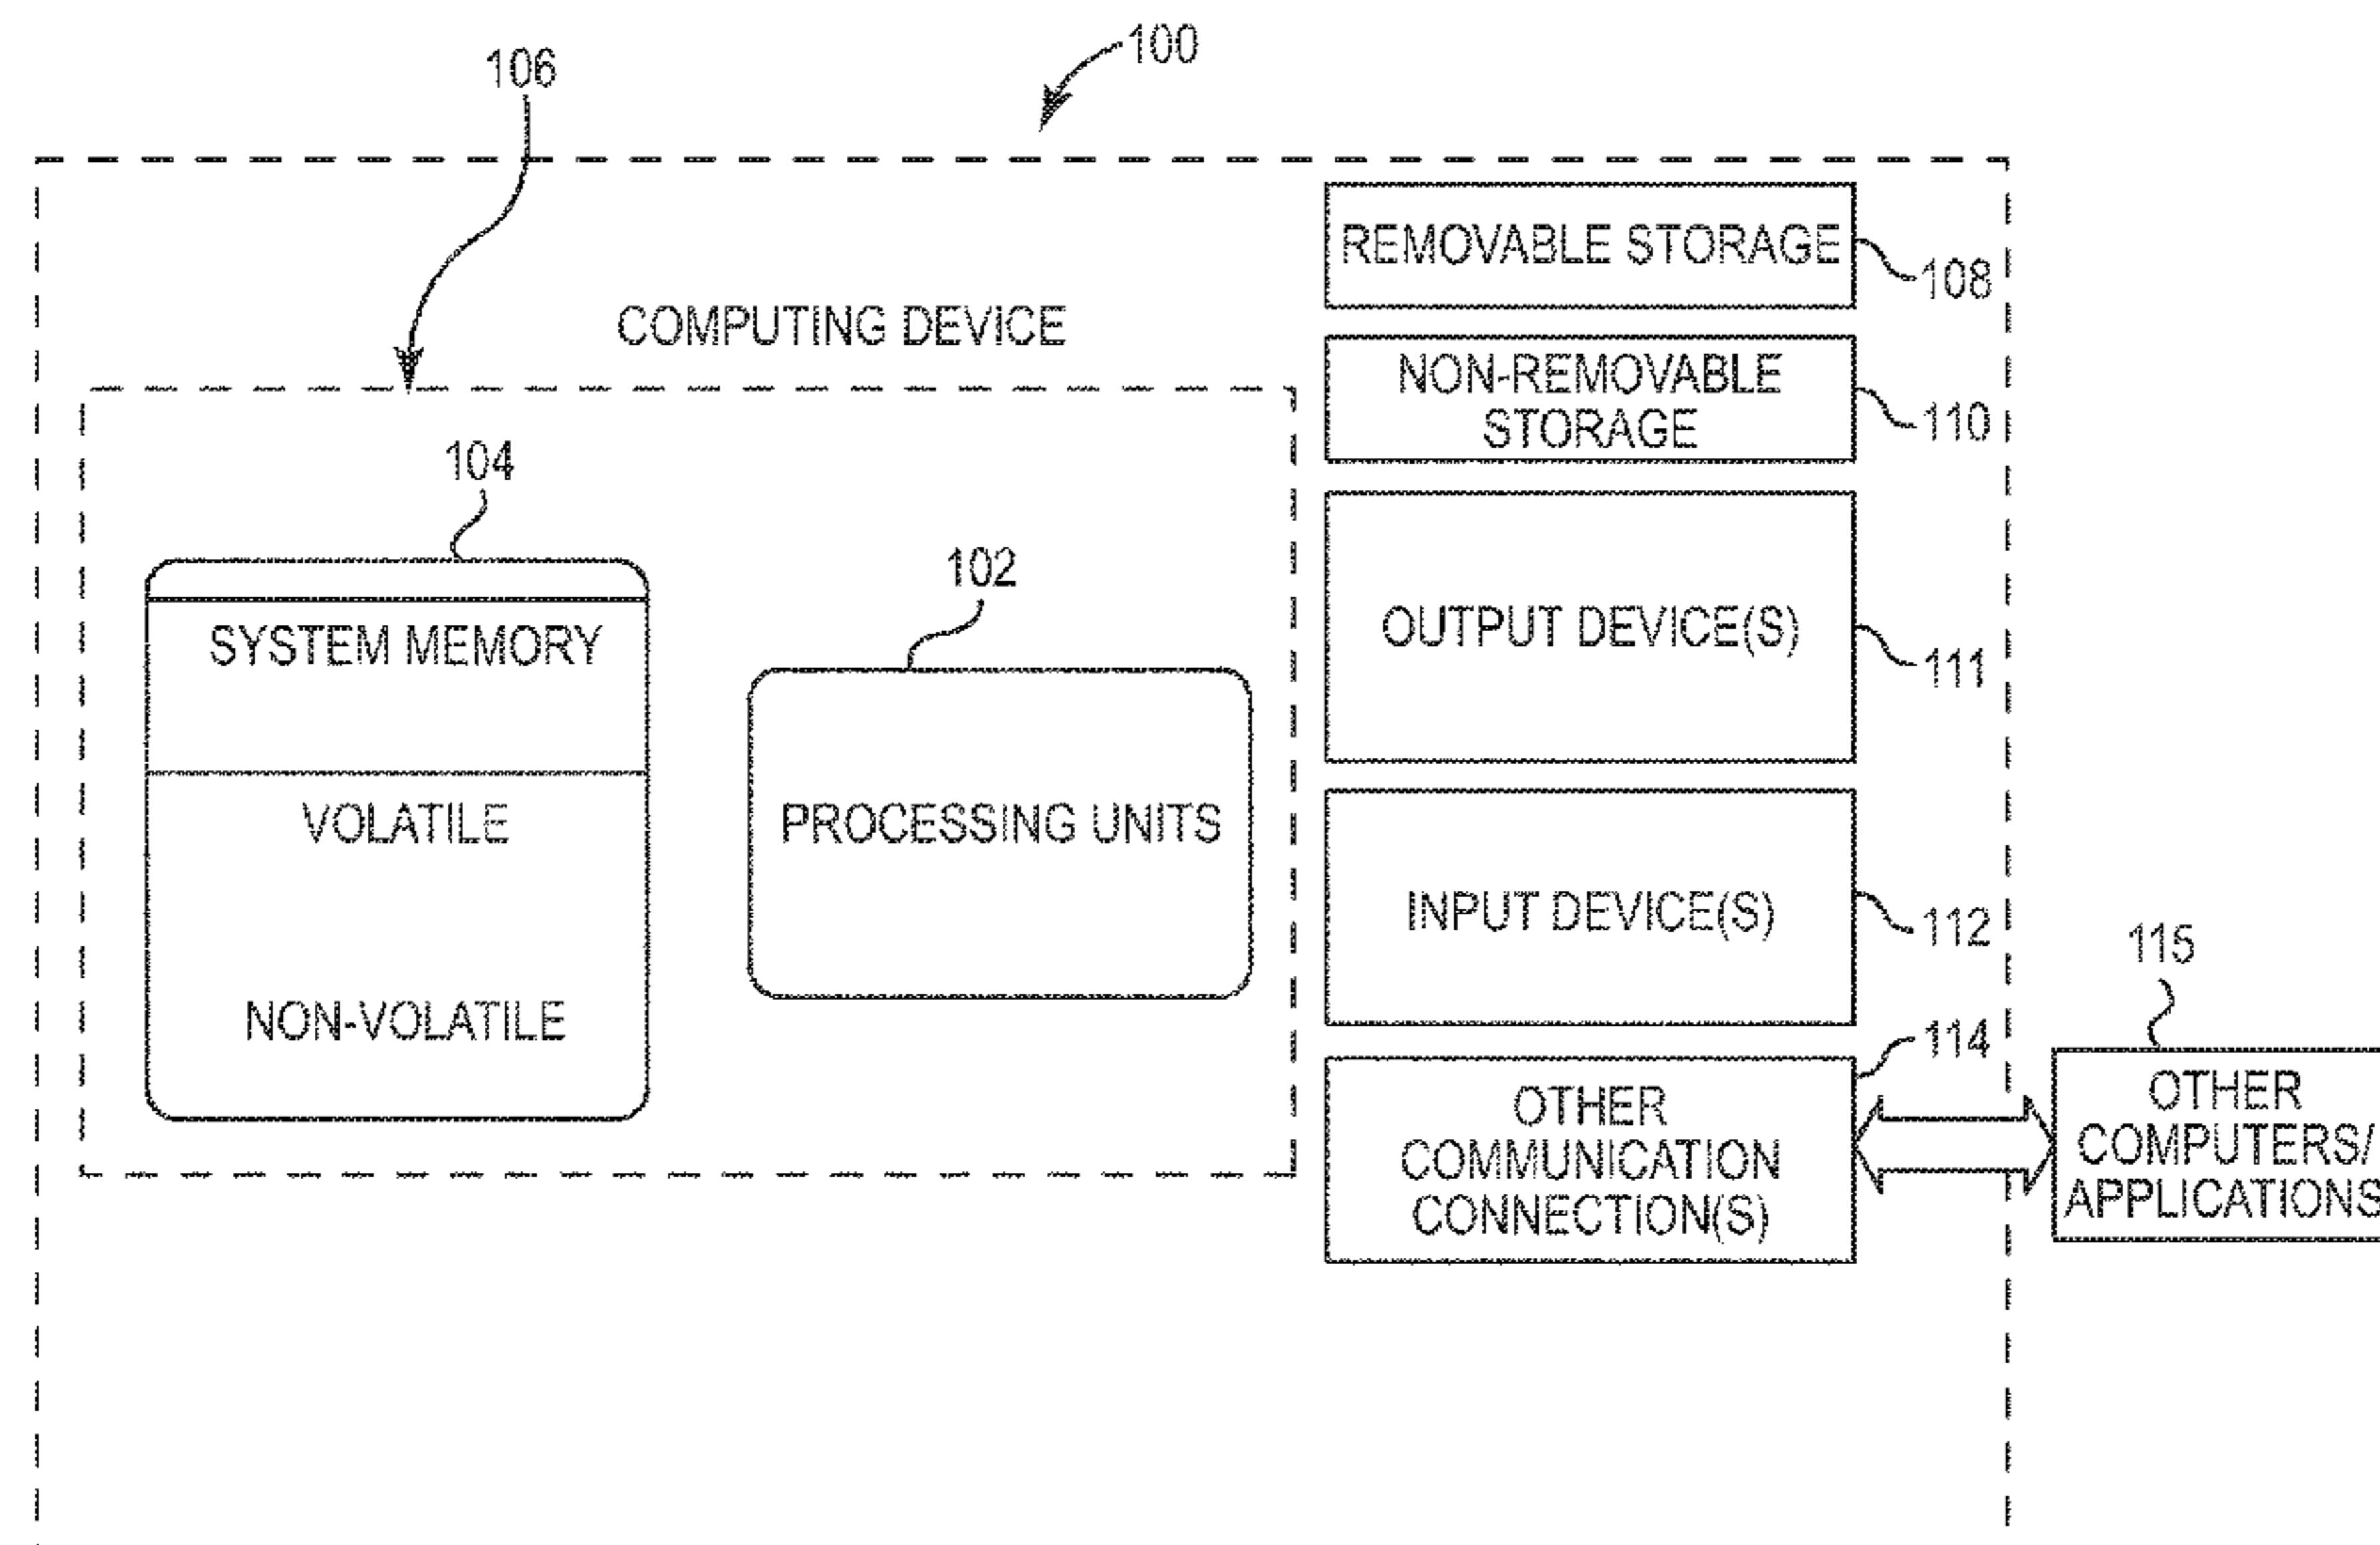 100
106
REMOVABLE STORAGE
108
COMPUTING DEVICE
NON-REMOVABLE
STORAGE
110
104
102
SYSTEM MEMORY
OUTPUT DEVICE(S)
111
VOLATILE
PROCESSING UNITS
NON-VOLATILE
INPUT DEVICE(S)
112
115
114
OTHER
COMMUNICATION
CONNECTION(S)
OTHER
COMPUTERS/
APPLICATIONS